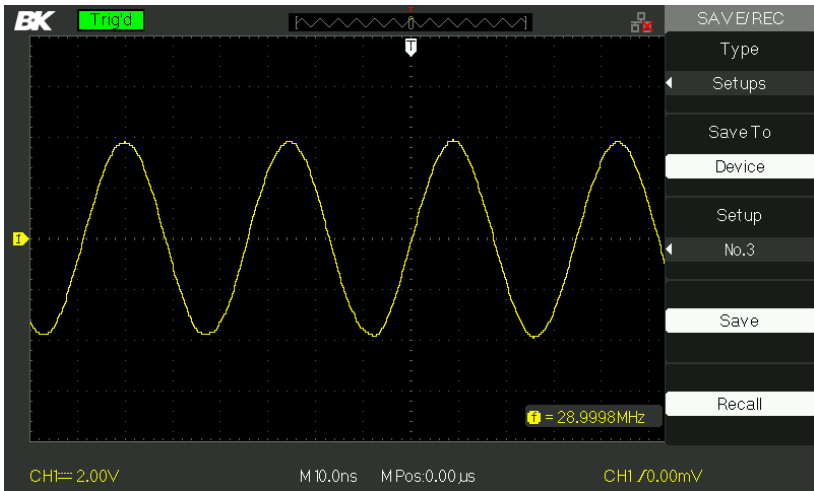 BK Trig'd T SAVE/REC
T
Type
Setups
Save To
Device
Setup
1
No.3
Save
Recall
f = 28.9998MHz
CH1 2.00V M 10.0ns M Pos:0.00µs CH1 /0.00mV